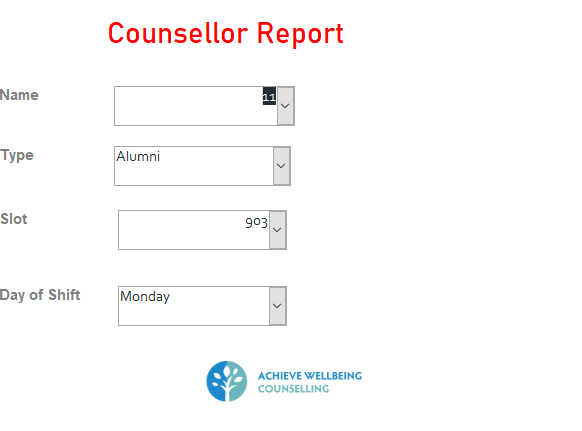 Counsellor Report
Name 11
Type Alumni
Slot 903
Day of Shift Monday
ACHIEVE WELLBEING
COUNSELLING